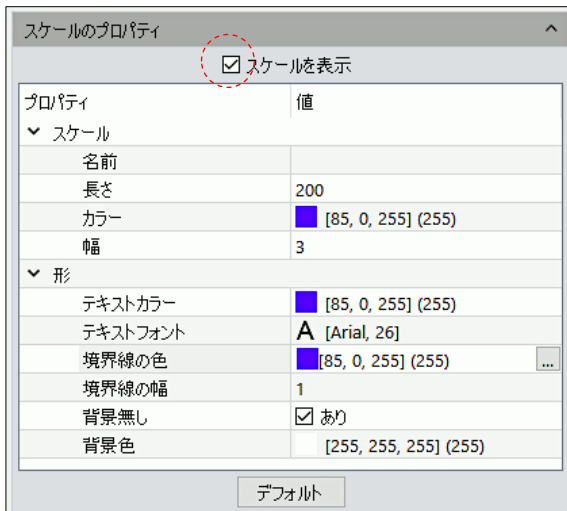 スケールのプロパティ
スケールを表示
プロパティ 値
スケール
名前
長さ 200
カラー [85, 0, 255] (255)
幅 3
形
テキストカラー [85, 0, 255] (255)
テキストフォント A [Arial, 26]
境界線の色 [85, 0, 255] (255) ...
境界線の幅 1
背景無し あり
背景色 [255, 255, 255] (255)
デフォルト